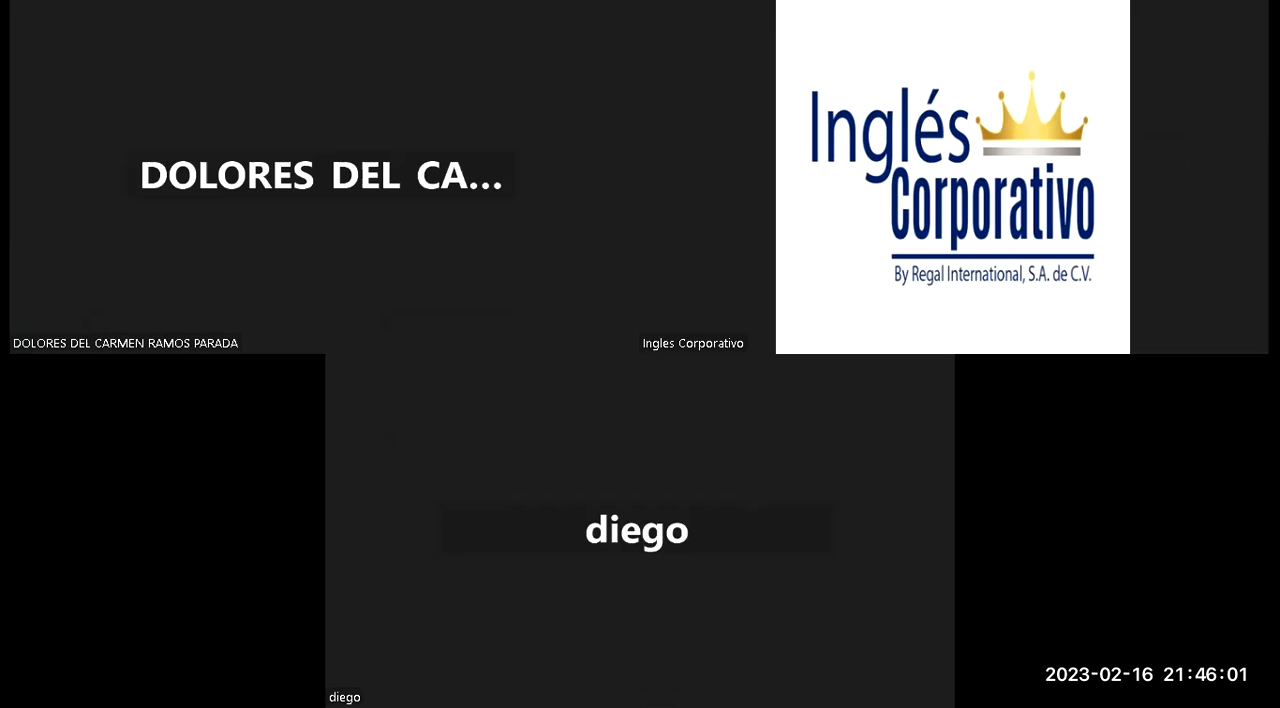 DOLORES DEL CA...
Inglés
Corporativo
By Regal International, S.A. de C.V.
DOLORES DEL CARMEN RAMOS PARADA
Ingles Corporativo
diego
diego
2023-02-16 21:46:01